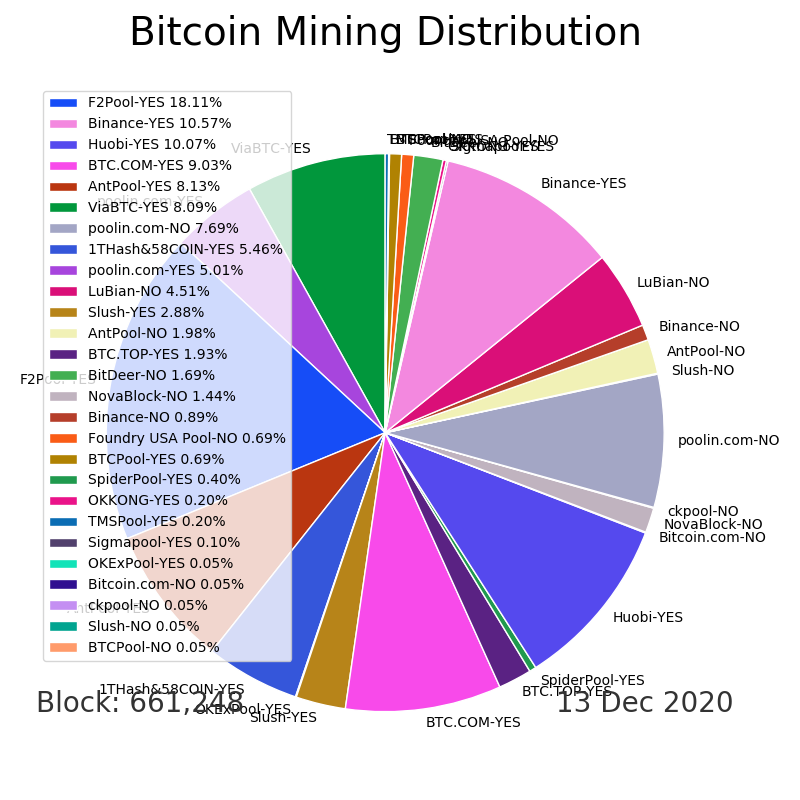 Bitcoin Mining Distribution
F2Pool-YES 18.11%
Binance-YES 10.57%
Huobi-YES 10.07%
BTC.COM-YES 9.03%
AntPool-YES 8.13%
ViaBTC-YES 8.09%
poolin.com-NO 7.69%
1THash&58COIN-YES 5.46%
poolin.com-YES 5.01%
LuBian-NO 4.51%
Slush-YES 2.88%
AntPool-NO 1.98%
BTC.TOP-YES 1.93%
BitDeer-NO 1.69%
NovaBlock-NO 1.44%
Binance-NO 0.89%
Foundry USA Pool-NO 0.69%
BTCPool-YES 0.69%
SpiderPool-YES 0.40%
OKKONG-YES 0.20%
TMSPool-YES 0.20%
Sigmapool-YES 0.10%
OKExPool-YES 0.05%
Bitcoin.com-NO 0.05%
ckpool-NO 0.05%
Slush-NO 0.05%
BTCPool-NO 0.05%
ViaBTC-YES
poolin.com-YES
F2Pool-YES
AntPool-YES
1THash&58COIN-YES
OKExPool-YES
Slush-YES
BTC.COM-YES
BTC.TOP-YES
SpiderPool-YES
Huobi-YES
Bitcoin.com-NO
NovaBlock-NO
ckpool-NO
poolin.com-NO
Slush-NO
AntPool-NO
Binance-NO
LuBian-NO
Binance-YES
Block: 661,248
13 Dec 2020